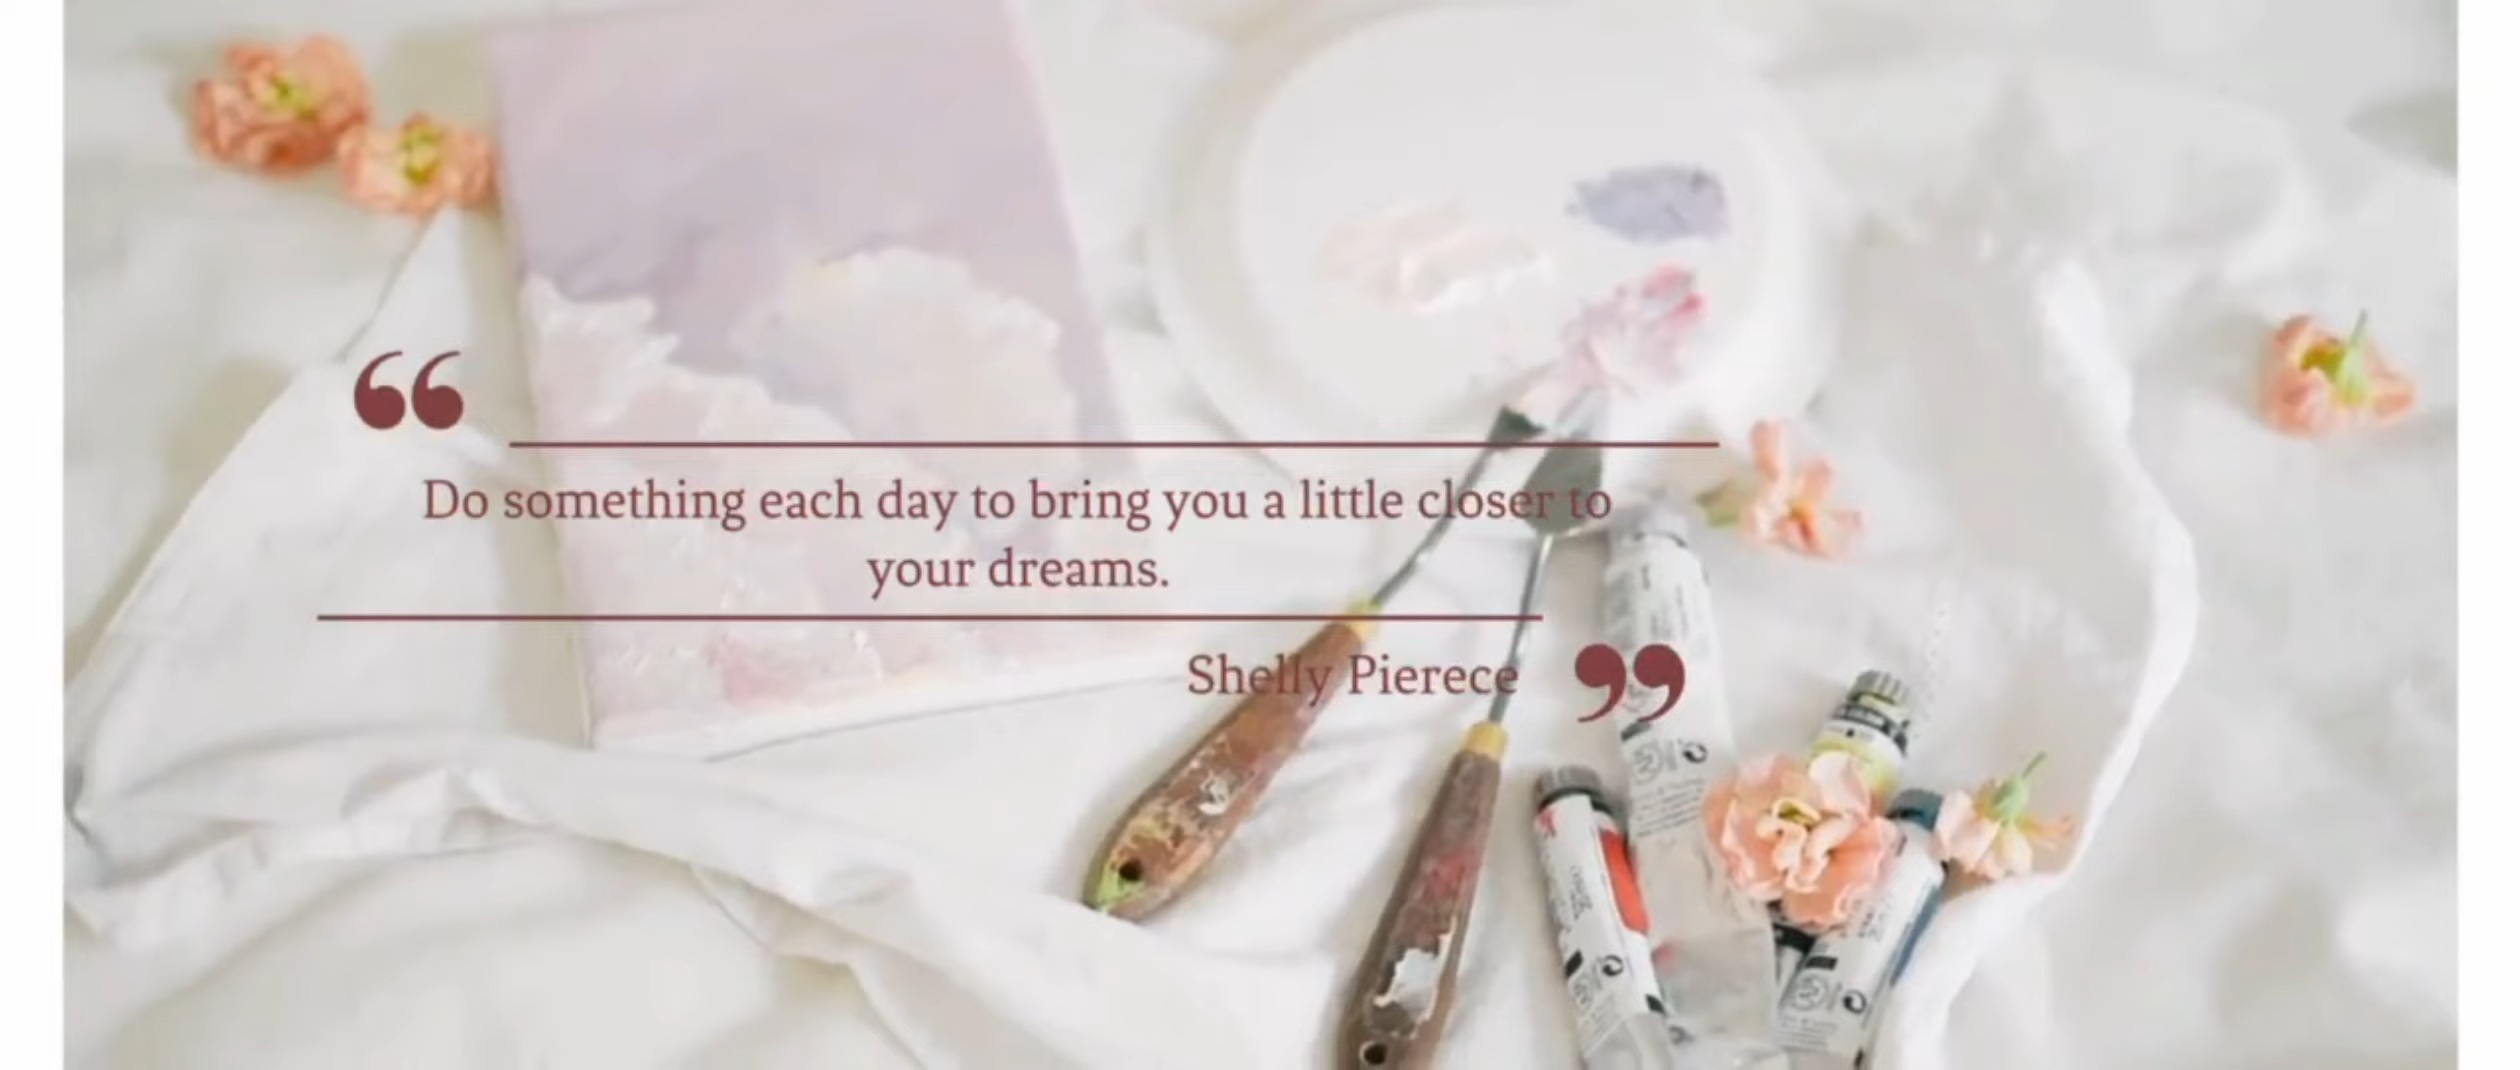 “
Do something each day to bring you a little closer to
your dreams.
Shelly Pierece
”